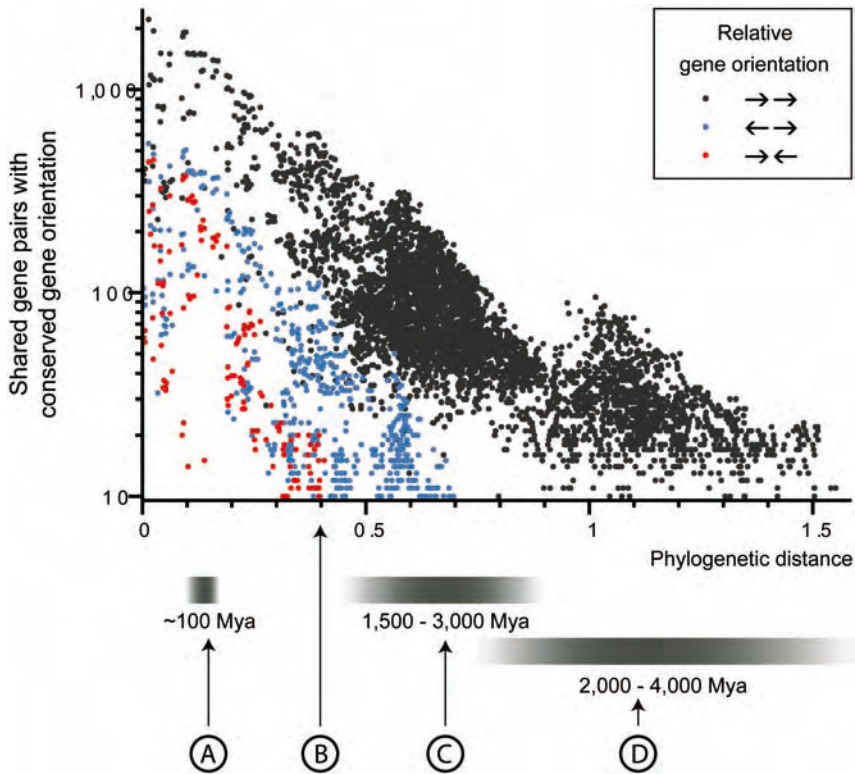 Relative
gene orientation
→ →
← →
→ ←
Shared gene pairs with
conserved gene orientation
1,000
100
10
0
0.5
1
1.5
Phylogenetic distance
~100 Mya
1,500 - 3,000 Mya
2,000 - 4,000 Mya
A
B
C
D